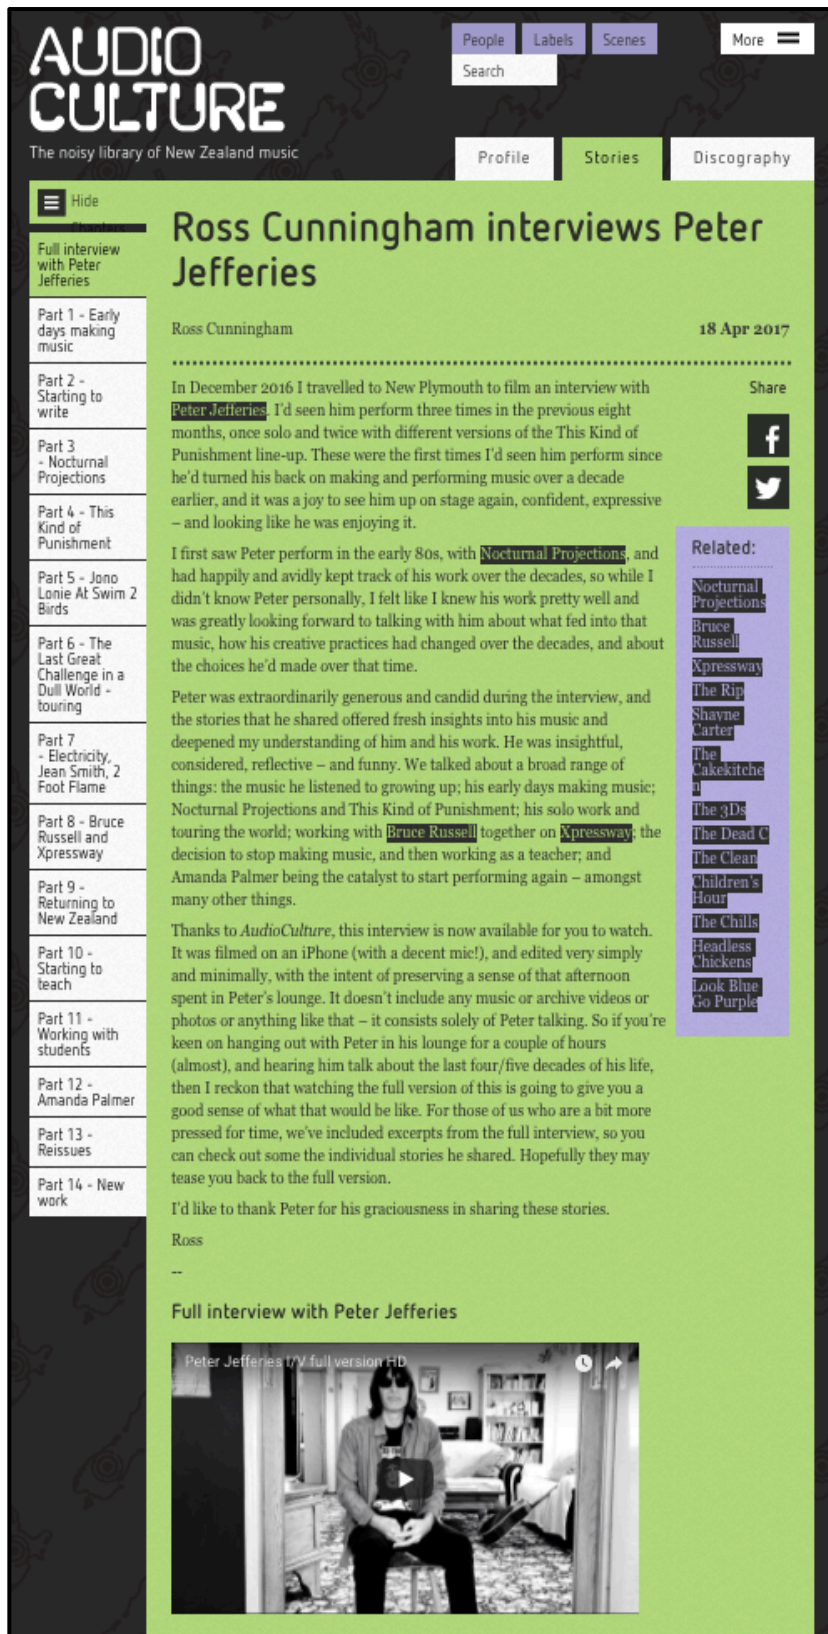 AUDIO
CULTURE
The noisy library of New Zealand music
People
Labels
Scenes
More
Search
Profile
Stories
Discography
Hide
Chapters
Full interview
with Peter
Jefferies
Part 1 - Early
days making
music
Part 2 -
Starting to
write
Part 3
- Nocturnal
Projections
Part 4 - This
Kind of
Punishment
Part 5 - Jono
Lonie At Swim 2
Birds
Part 6 - The
Last Great
Challenge in a
Dull World -
touring
Part 7
- Electricity,
Jean Smith, 2
Foot Flame
Part 8 - Bruce
Russell and
Xpressway
Part 9 -
Returning to
New Zealand
Part 10 -
Starting to
teach
Part 11 -
Working with
students
Part 12 -
Amanda Palmer
Part 13 -
Reissues
Part 14 - New
work
Ross Cunningham interviews Peter
Jefferies
Ross Cunningham
18 Apr 2017
In December 2016 I travelled to New Plymouth to film an interview with
Peter Jefferies. I'd seen him perform three times in the previous eight
months, once solo and twice with different versions of the This Kind of
Punishment line-up. These were the first times I'd seen him perform since
he'd turned his back on making and performing music over a decade
earlier, and it was a joy to see him up on stage again, confident, expressive
– and looking like he was enjoying it.
I first saw Peter perform in the early 80s, with Nocturnal Projections, and
had happily and avidly kept track of his work over the decades, so while I
didn't know Peter personally, I felt like I knew his work pretty well and
was greatly looking forward to talking with him about what fed into that
music, how his creative practices had changed over the decades, and about
the choices he'd made over that time.
Peter was extraordinarily generous and candid during the interview, and
the stories that he shared offered fresh insights into his music and
deepened my understanding of him and his work. He was insightful,
considered, reflective – and funny. We talked about a broad range of
things: the music he listened to growing up; his early days making music;
Nocturnal Projections and This Kind of Punishment; his solo work and
touring the world; working with Bruce Russell together on Xpressway; the
decision to stop making music, and then working as a teacher; and
Amanda Palmer being the catalyst to start performing again – amongst
many other things.
Thanks to AudioCulture, this interview is now available for you to watch.
It was filmed on an iPhone (with a decent mic!), and edited very simply
and minimally, with the intent of preserving a sense of that afternoon
spent in Peter's lounge. It doesn't include any music or archive videos or
photos or anything like that – it consists solely of Peter talking. So if you're
keen on hanging out with Peter in his lounge for a couple of hours
(almost), and hearing him talk about the last four/five decades of his life,
then I reckon that watching the full version of this is going to give you a
good sense of what that would be like. For those of us who are a bit more
pressed for time, we've included excerpts from the full interview, so you
can check out some the individual stories he shared. Hopefully they may
tease you back to the full version.
I'd like to thank Peter for his graciousness in sharing these stories.
Ross
--
Full interview with Peter Jefferies
Peter Jefferies I/V full version HD
Share
Related:
Nocturnal
Projections
Bruce
Russell
Xpressway
The Rip
Shayne
Carter
The
Cakekitche
n
The 3Ds
The Dead C
The Clean
Children's
Hour
The Chills
Headless
Chickens
Look Blue
Go Purple